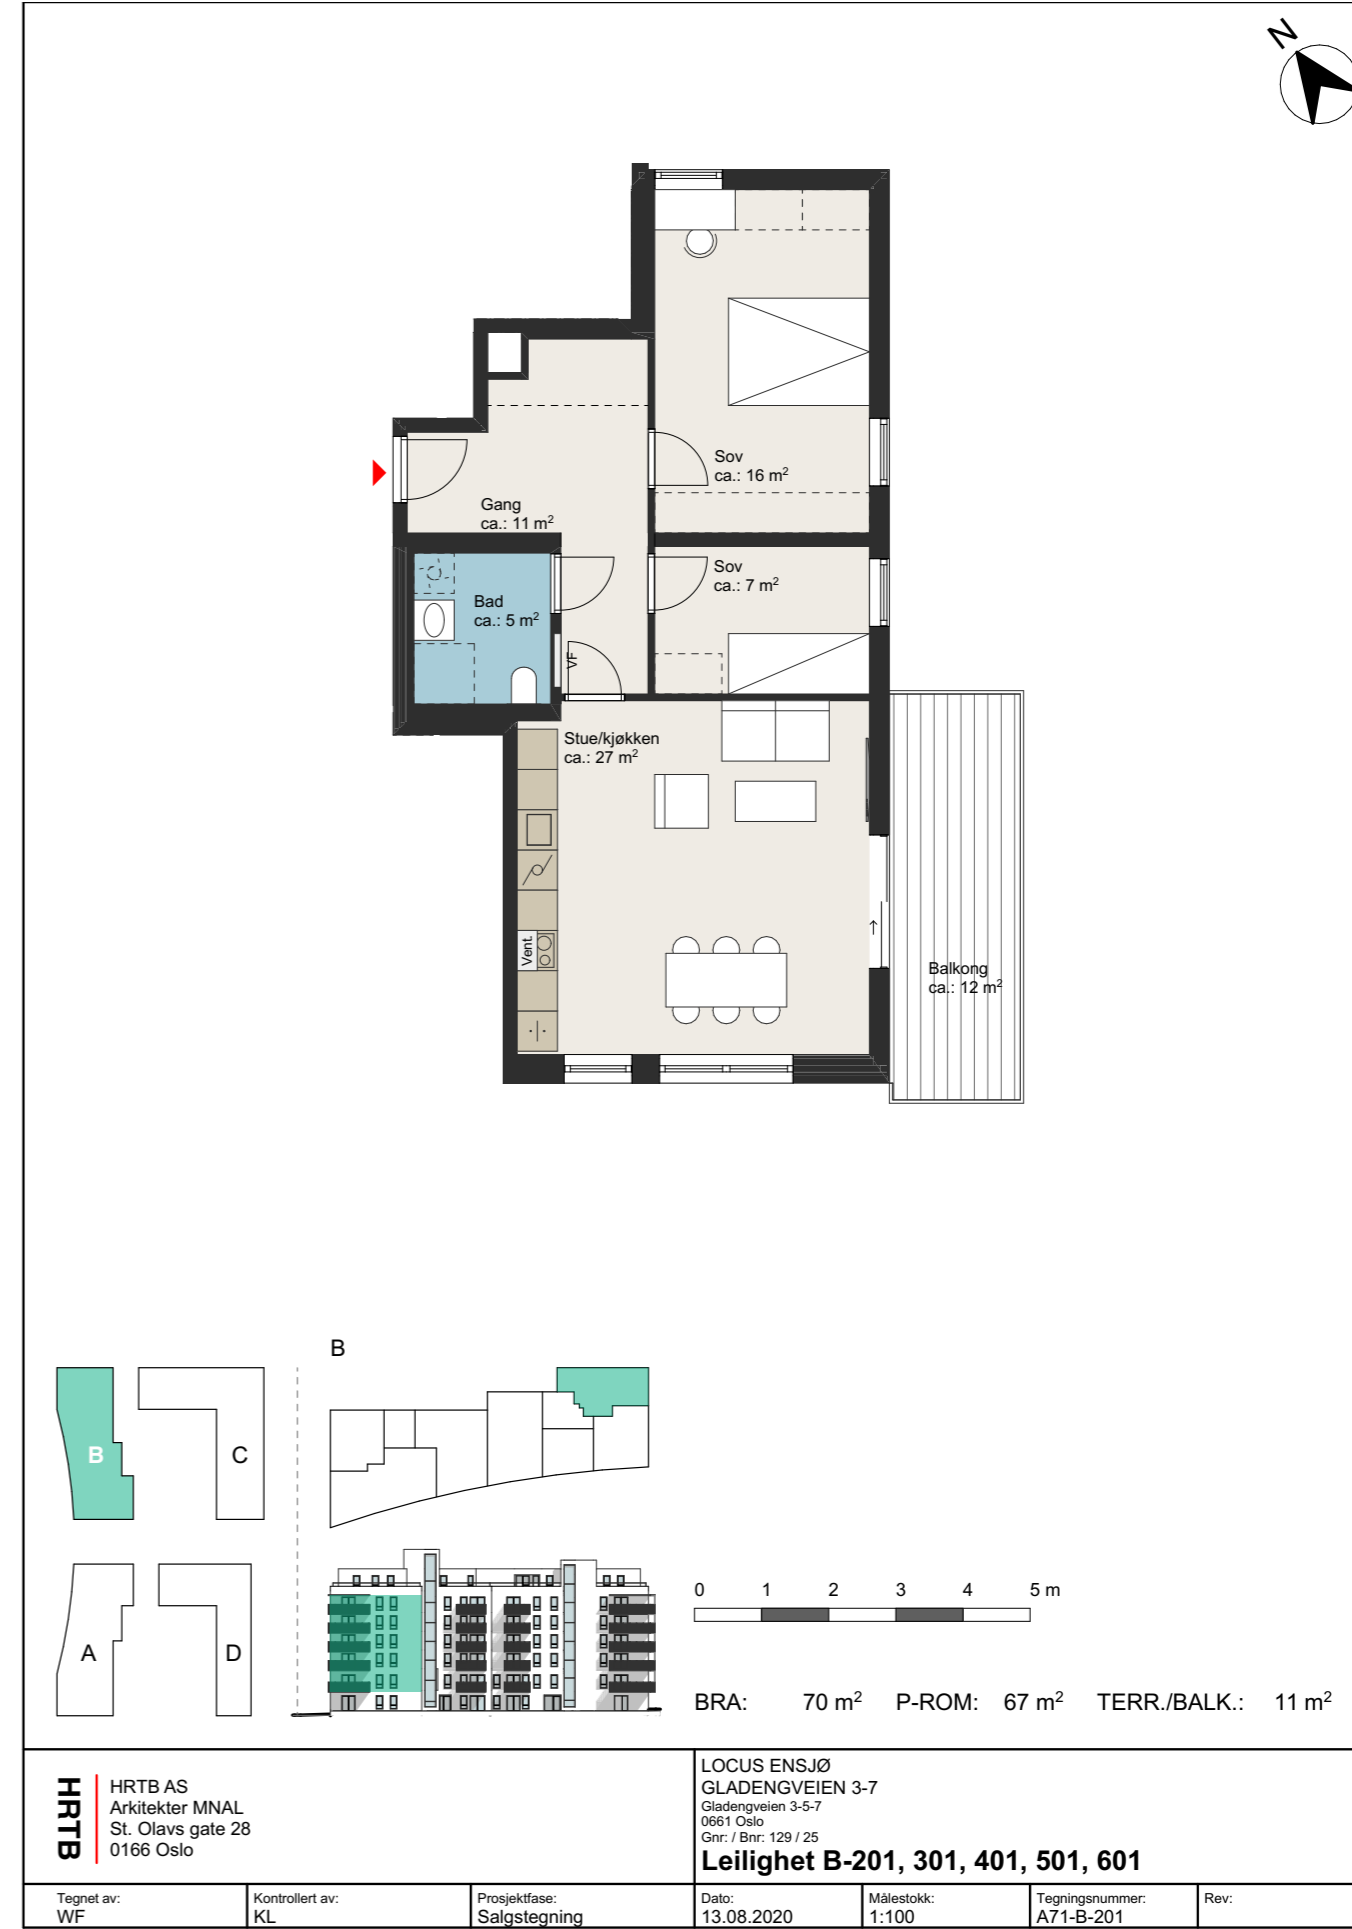 N
Sov
ca.: 16 m²
Gang
ca.: 11 m²
Sov
ca.: 7 m²
Bad
ca.: 5 m²
VF
Stue/kjøkken
ca.: 27 m²
Vent.
Balkong
ca.: 12 m²
B
B
C
A
D
0 1 2 3 4 5 m
BRA: 70 m² P-ROM: 67 m² TERR./BALK.: 11 m²
HRTB
HRTB AS
Arkitekter MNAL
St. Olavs gate 28
0166 Oslo
LOCUS ENSJØ
GLADENGVEIEN 3-7
Gladengveien 3-5-7
0661 Oslo
Gnr: / Bnr: 129 / 25
Leilighet B-201, 301, 401, 501, 601
Tegnet av: Kontrollert av: Prosjektfase: Dato: Målestokk: Tegningsnummer: Rev:
WF KL Salgstegning 13.08.2020 1:100 A71-B-201